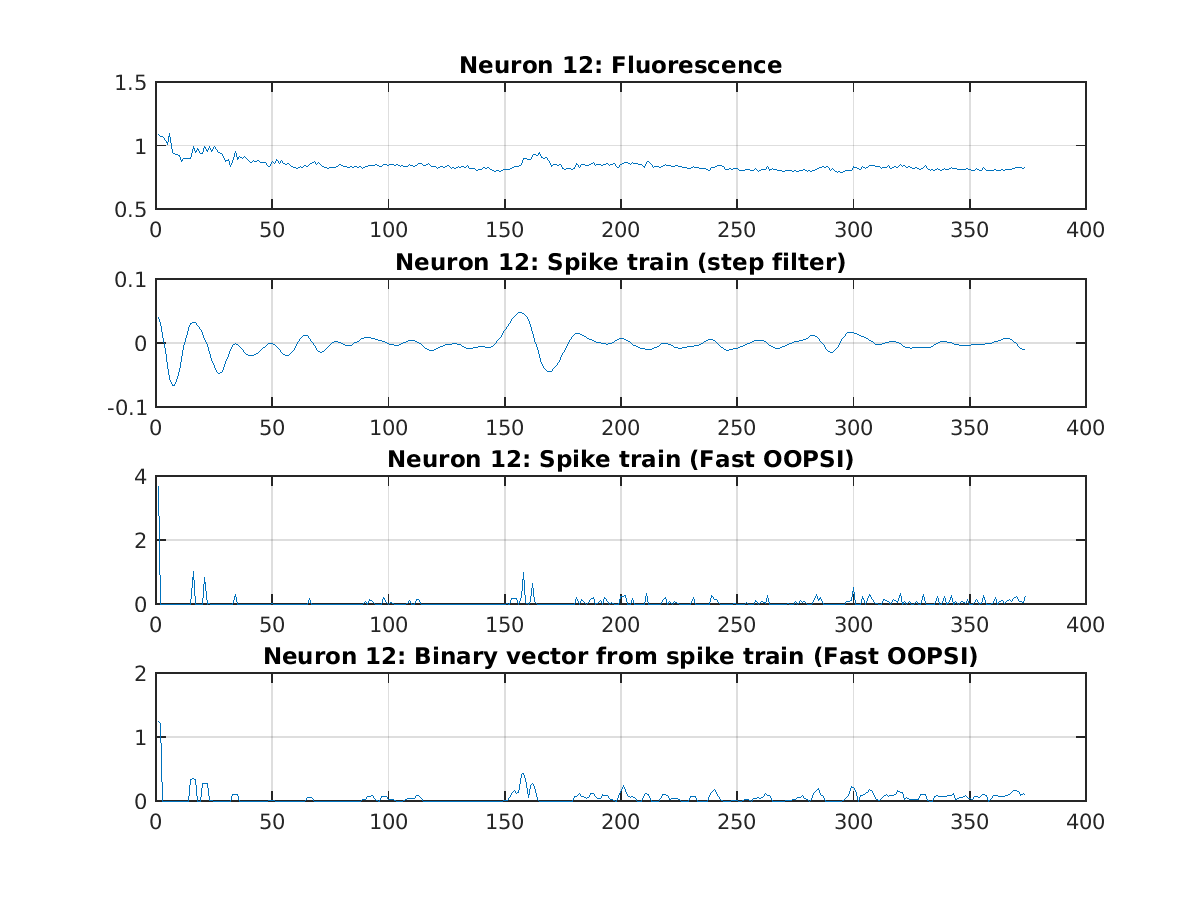 Neuron 12: Fluorescence
1.5
1
0.5
0 50 100 150 200 250 300 350 400
Neuron 12: Spike train (step filter)
0.1
0
-0.1
0 50 100 150 200 250 300 350 400
Neuron 12: Spike train (Fast OOPSI)
4
2
0
0 50 100 150 200 250 300 350 400
Neuron 12: Binary vector from spike train (Fast OOPSI)
2
1
0
0 50 100 150 200 250 300 350 400